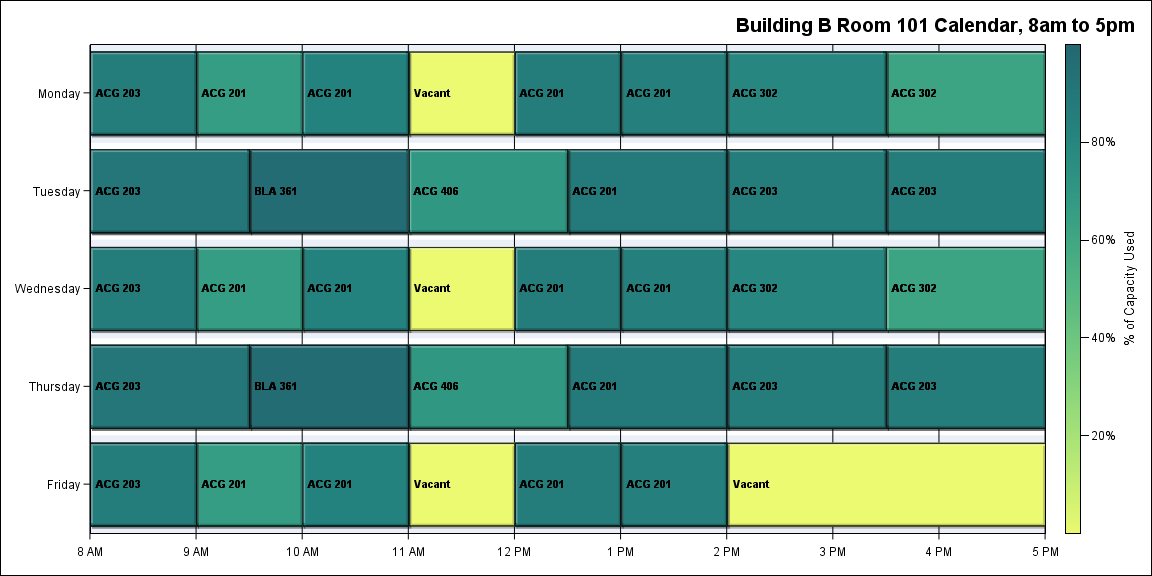 Building B Room 101 Calendar, 8am to 5pm
Monday
ACG 203
ACG 201
ACG 201
Vacant
ACG 201
ACG 201
ACG 302
ACG 302
Tuesday
ACG 203
BLA 361
ACG 406
ACG 201
ACG 203
ACG 203
Wednesday
ACG 203
ACG 201
ACG 201
Vacant
ACG 201
ACG 201
ACG 302
ACG 302
Thursday
ACG 203
BLA 361
ACG 406
ACG 201
ACG 203
ACG 203
Friday
ACG 203
ACG 201
ACG 201
Vacant
ACG 201
ACG 201
Vacant
8 AM
9 AM
10 AM
11 AM
12 PM
1 PM
2 PM
3 PM
4 PM
5 PM
80%
60%
40%
20%
% of Capacity Used